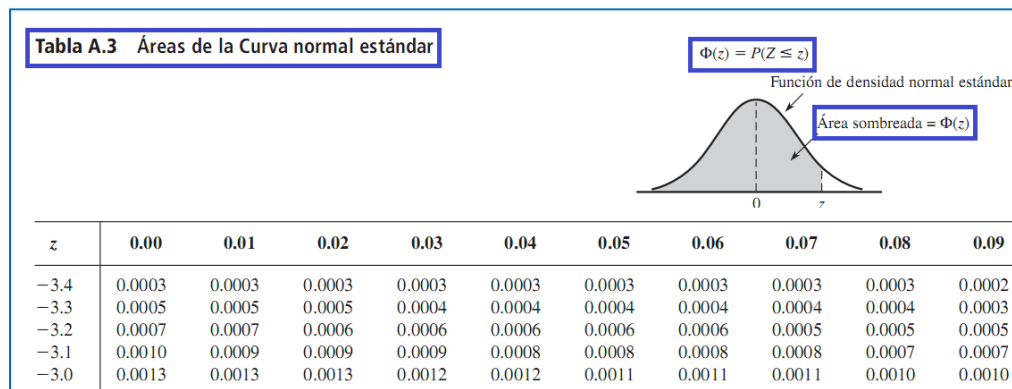 Tabla A.3 Áreas de la Curva normal estándar
Φ(z) = P(Z ≤ z)
Función de densidad normal estándar
Área sombreada = Φ(z)
0 z
z 0.00 0.01 0.02 0.03 0.04 0.05 0.06 0.07 0.08 0.09
−3.4 0.0003 0.0003 0.0003 0.0003 0.0003 0.0003 0.0003 0.0003 0.0003 0.0002
−3.3 0.0005 0.0005 0.0005 0.0004 0.0004 0.0004 0.0004 0.0004 0.0004 0.0003
−3.2 0.0007 0.0007 0.0006 0.0006 0.0006 0.0006 0.0006 0.0005 0.0005 0.0005
−3.1 0.0010 0.0009 0.0009 0.0009 0.0008 0.0008 0.0008 0.0008 0.0007 0.0007
−3.0 0.0013 0.0013 0.0013 0.0012 0.0012 0.0011 0.0011 0.0011 0.0010 0.0010